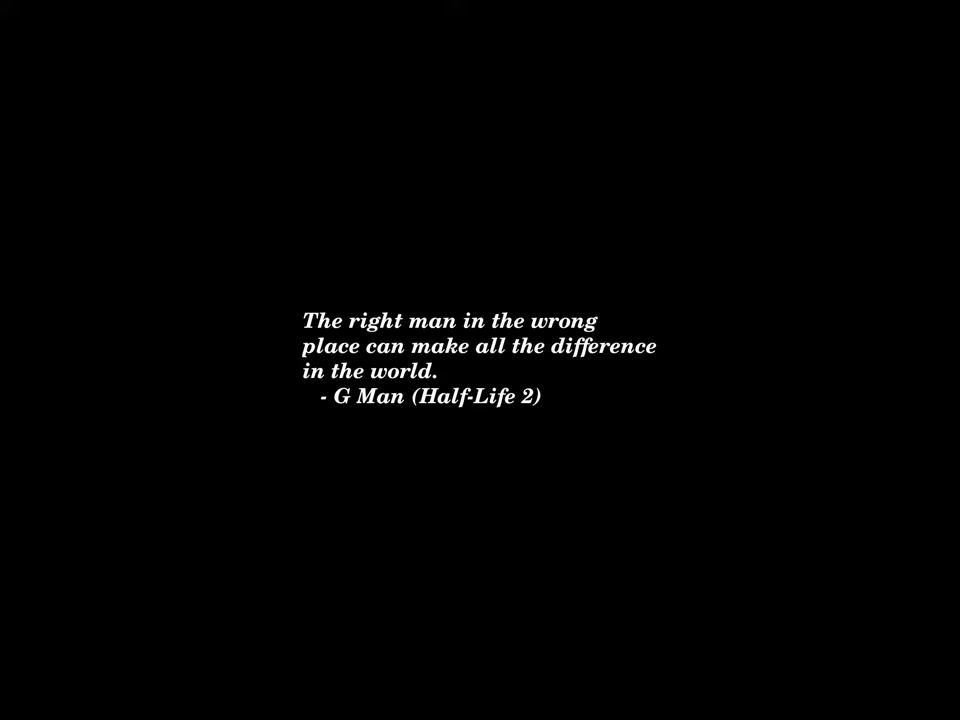 The right man in the wrong
place can make all the difference
in the world.
- G Man (Half-Life 2)